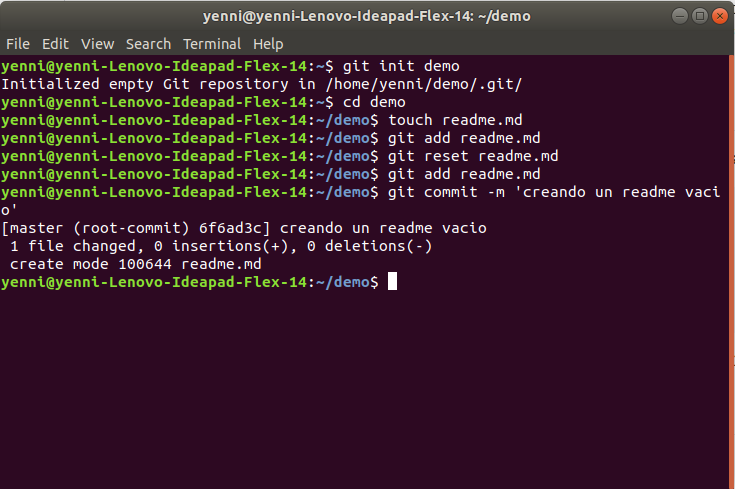 yenni@yenni-Lenovo-Ideapad-Flex-14: ~/demo
File Edit View Search Terminal Help
yenni@yenni-Lenovo-Ideapad-Flex-14:~$ git init demo
Initialized empty Git repository in /home/yenni/demo/.git/
yenni@yenni-Lenovo-Ideapad-Flex-14:~$ cd demo
yenni@yenni-Lenovo-Ideapad-Flex-14:~/demo$ touch readme.md
yenni@yenni-Lenovo-Ideapad-Flex-14:~/demo$ git add readme.md
yenni@yenni-Lenovo-Ideapad-Flex-14:~/demo$ git reset readme.md
yenni@yenni-Lenovo-Ideapad-Flex-14:~/demo$ git add readme.md
yenni@yenni-Lenovo-Ideapad-Flex-14:~/demo$ git commit -m 'creando un readme vaci
o'
[master (root-commit) 6f6ad3c] creando un readme vacio
 1 file changed, 0 insertions(+), 0 deletions(-)
 create mode 100644 readme.md
yenni@yenni-Lenovo-Ideapad-Flex-14:~/demo$